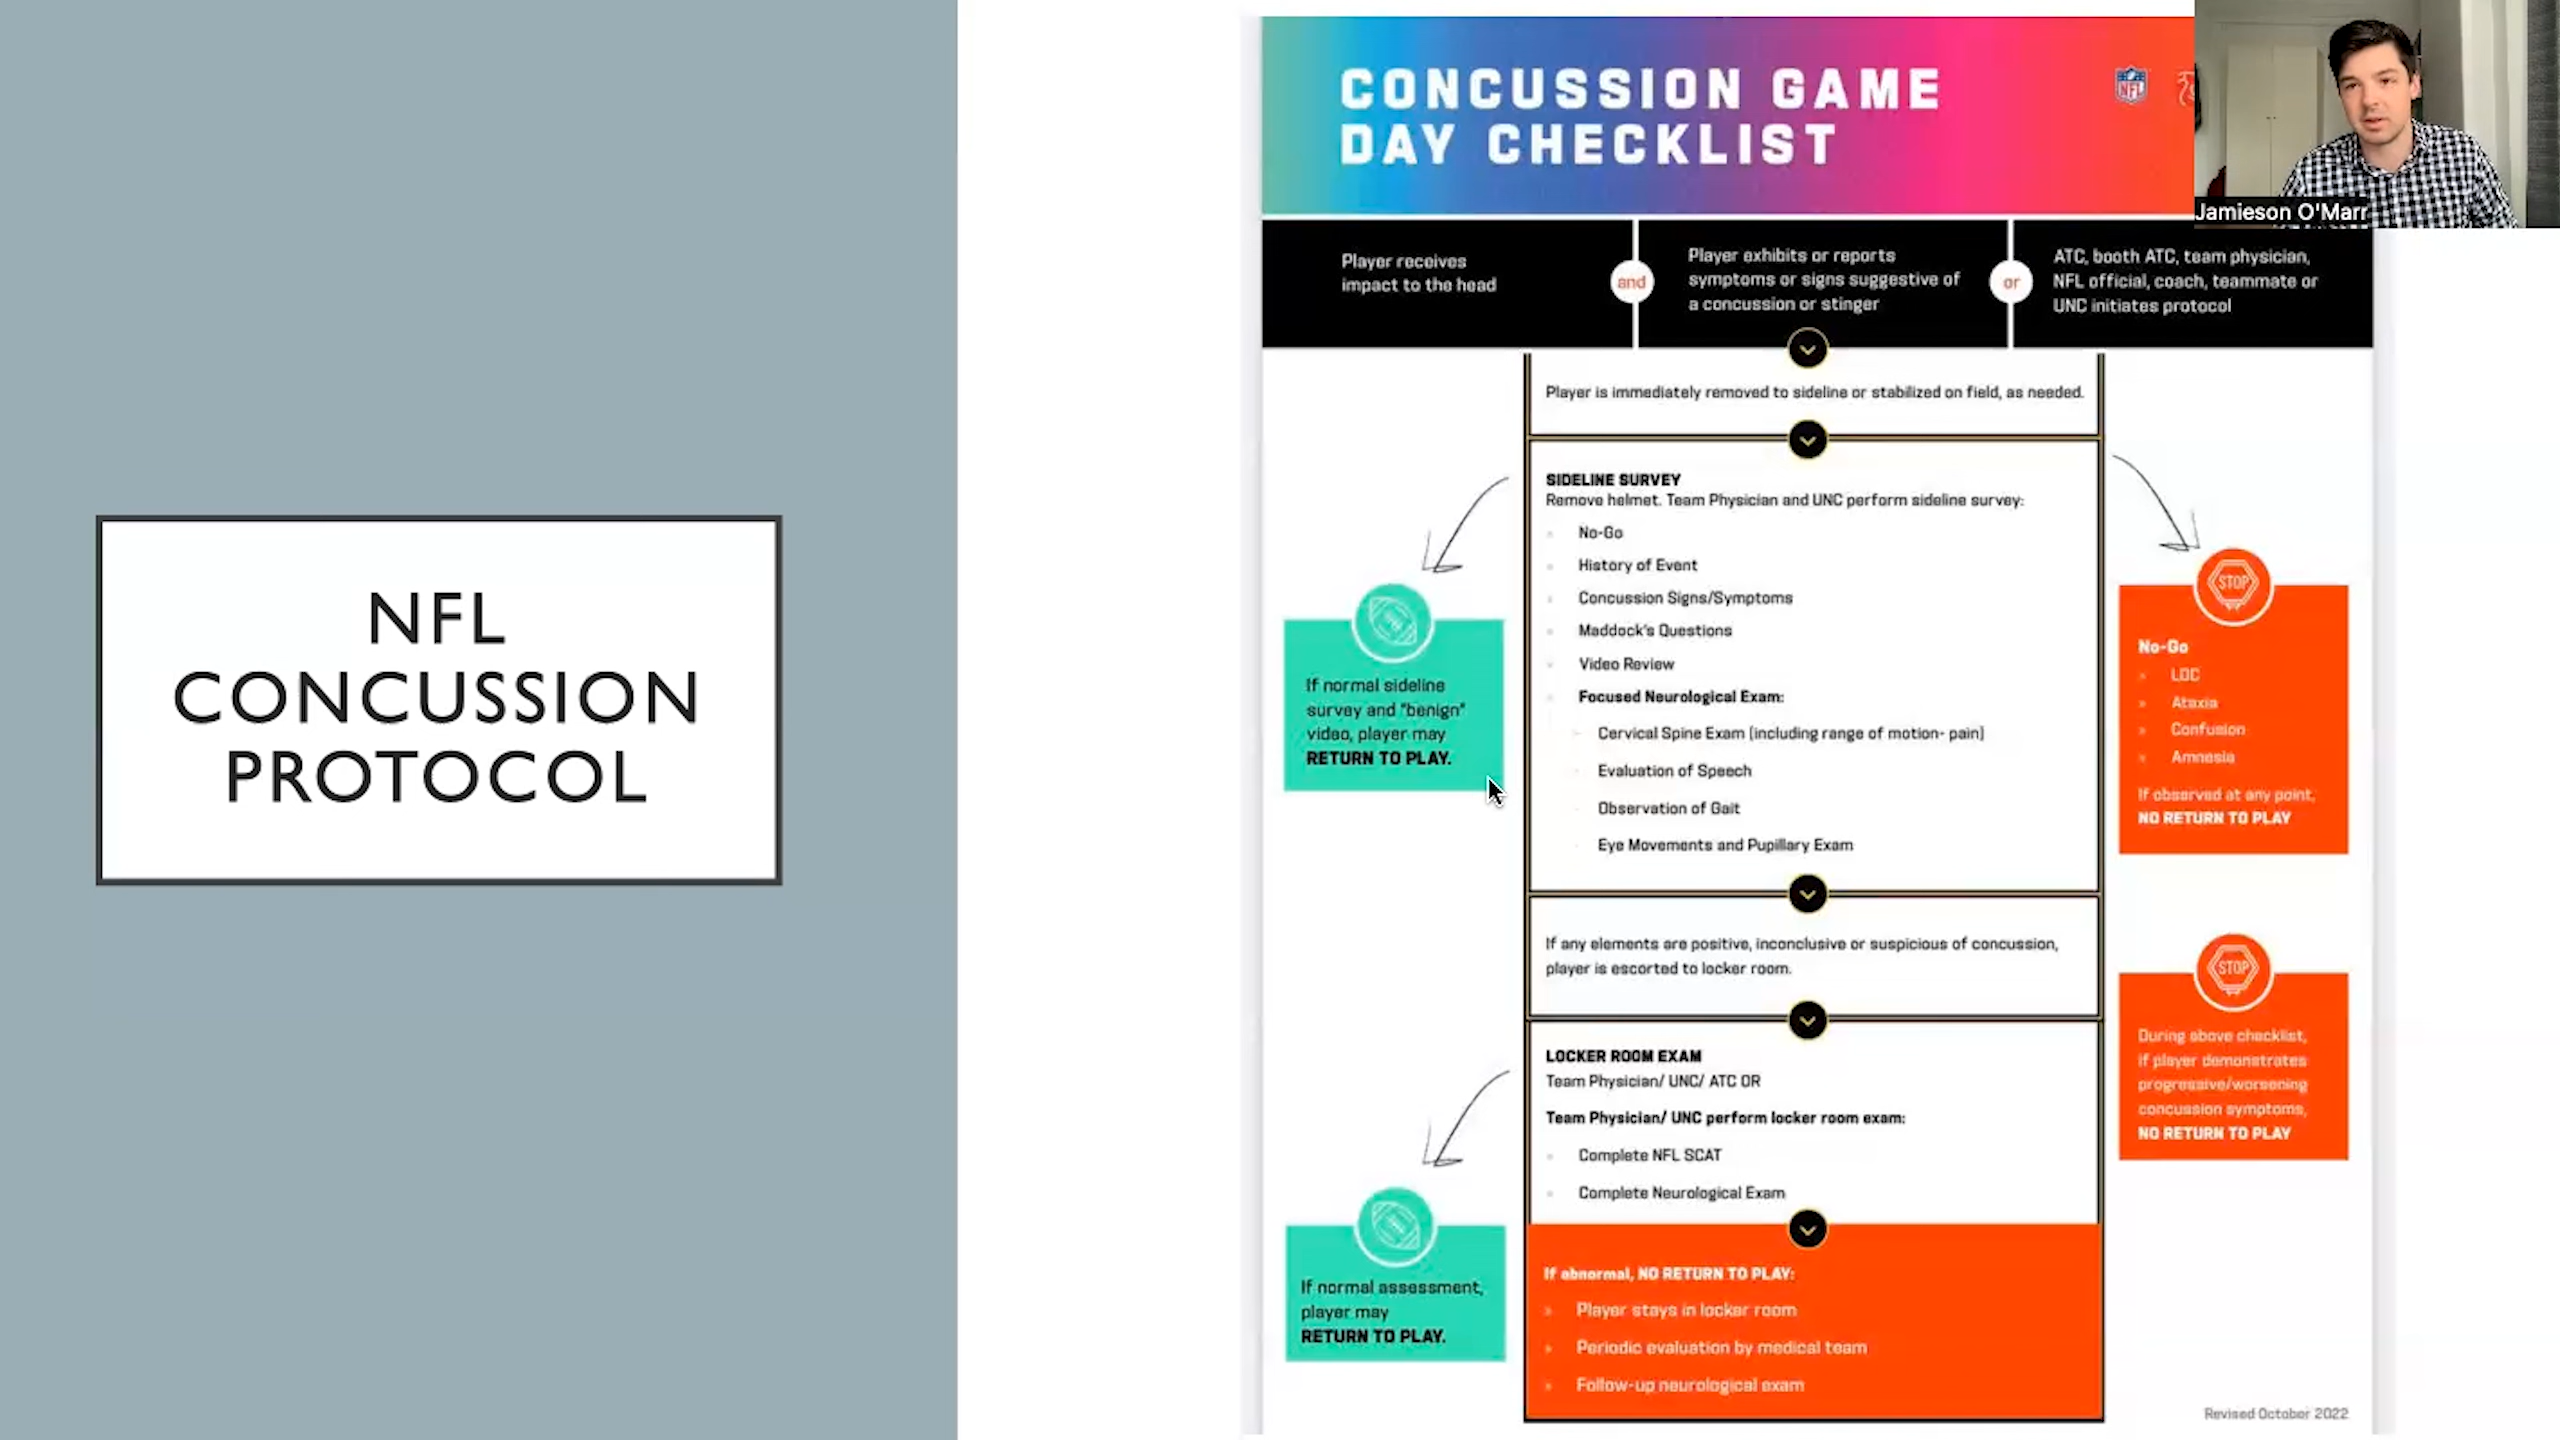 NFL
CONCUSSION
PROTOCOL
CONCUSSION GAME
DAY CHECKLIST
NFL
Jamieson O'Marr
Player receives
impact to the head
and
Player exhibits or reports
symptoms or signs suggestive of
a concussion or stinger
or
ATC, booth ATC, team physician,
NFL official, coach, teammate or
UNC initiates protocol
Player is immediately removed to sideline or stabilized on field, as needed.
SIDELINE SURVEY
Remove helmet. Team Physician and UNC perform sideline survey:
No-Go
History of Event
Concussion Signs/Symptoms
Maddock's Questions
Video Review
Focused Neurological Exam:
Cervical Spine Exam (including range of motion- pain)
Evaluation of Speech
Observation of Gait
Eye Movements and Pupillary Exam
If normal sideline
survey and "benign"
video, player may
RETURN TO PLAY.
STOP
No-Go
LOC
Ataxia
Confusion
Amnesia
If observed at any point,
NO RETURN TO PLAY
If any elements are positive, inconclusive or suspicious of concussion,
player is escorted to locker room.
STOP
During above checklist,
if player demonstrates
progressive/worsening
concussion symptoms,
NO RETURN TO PLAY
LOCKER ROOM EXAM
Team Physician/ UNC/ ATC OR
Team Physician/ UNC perform locker room exam:
Complete NFL SCAT
Complete Neurological Exam
If normal assessment,
player may
RETURN TO PLAY.
If abnormal, NO RETURN TO PLAY:
Player stays in locker room
Periodic evaluation by medical team
Follow-up neurological exam
Revised October 2022